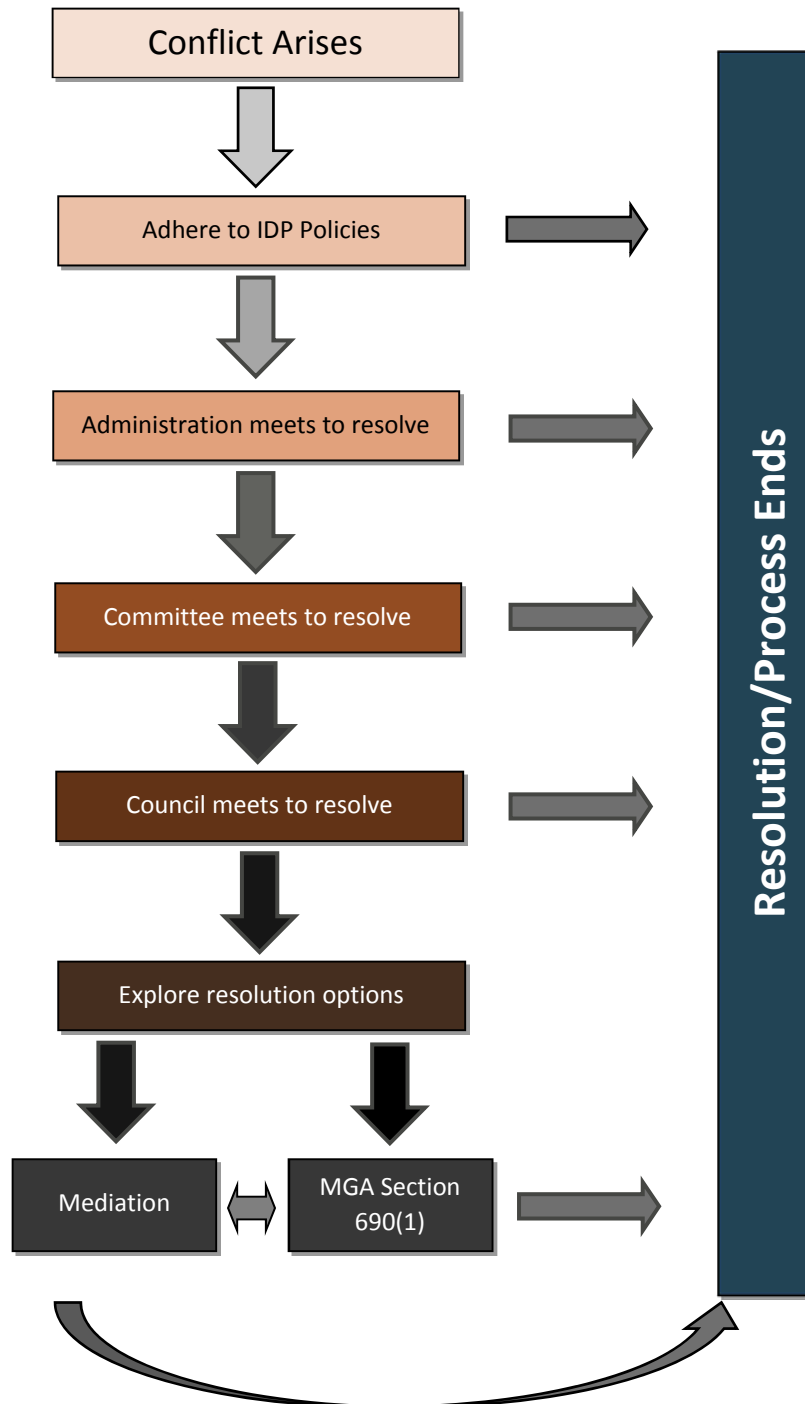 Conflict Arises
Adhere to IDP Policies
Administration meets to resolve
Committee meets to resolve
Council meets to resolve
Explore resolution options
Mediation
MGA Section
690(1)
Resolution/Process Ends